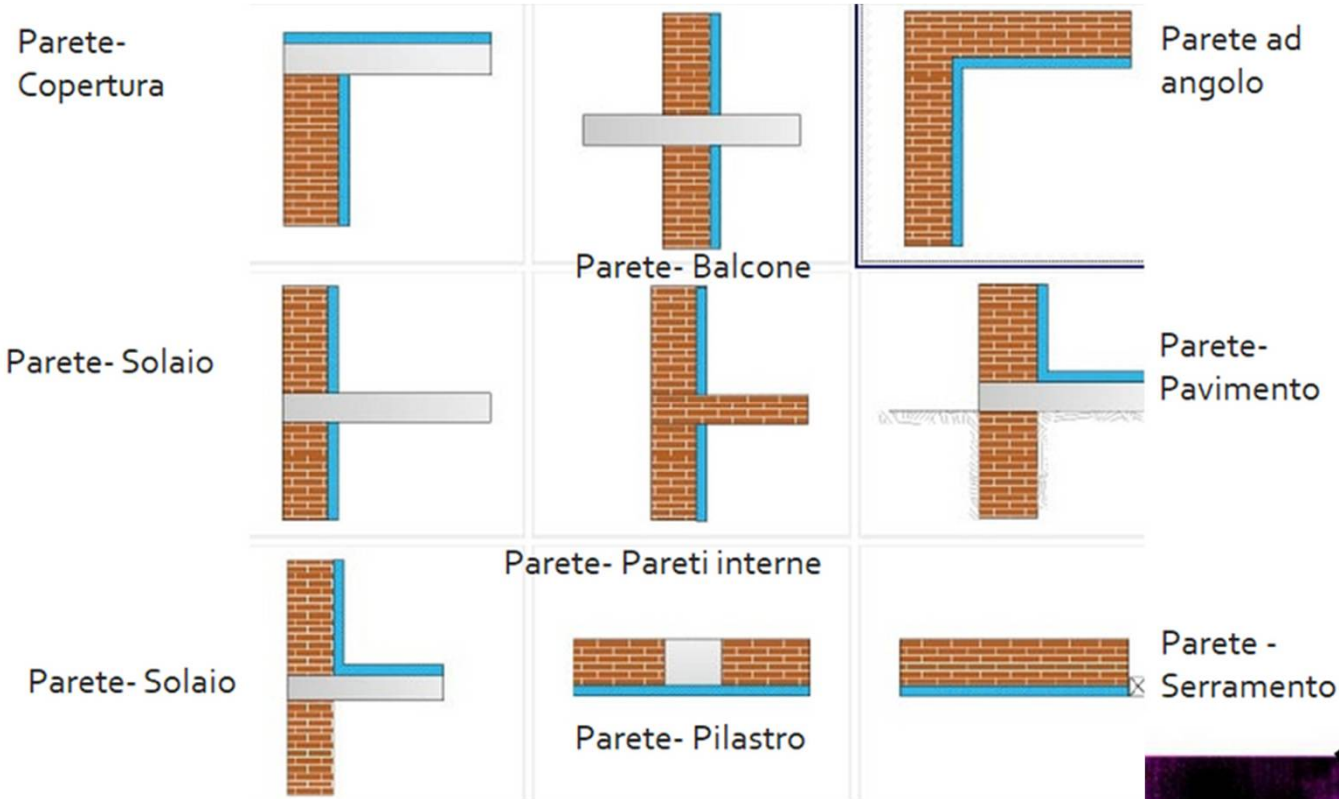 Parete-
Copertura
Parete ad
angolo
Parete- Balcone
Parete- Solaio
Parete-
Pavimento
Parete- Pareti interne
Parete- Solaio
Parete- Pilastro
Parete -
Serramento